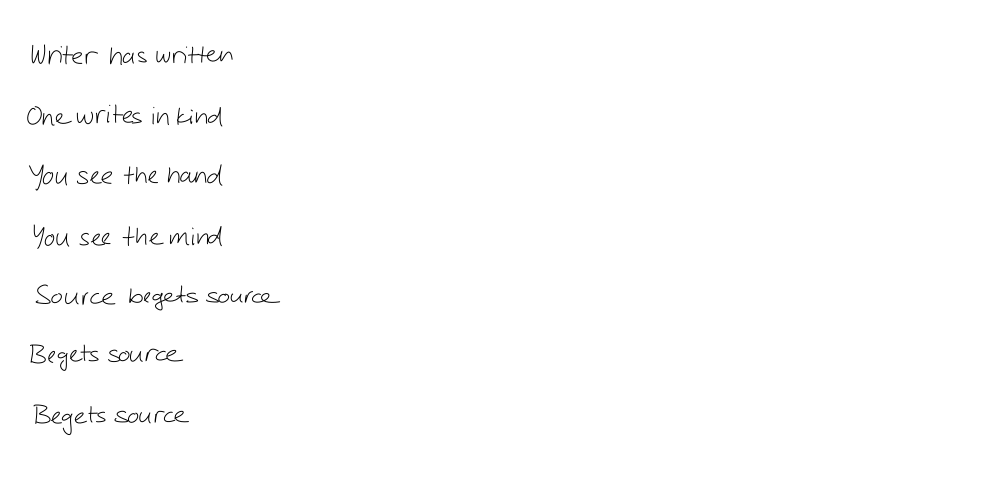 Writer has written
One writes in kind
You see the hand
You see the mind
Source begets source
Begets source
Begets source